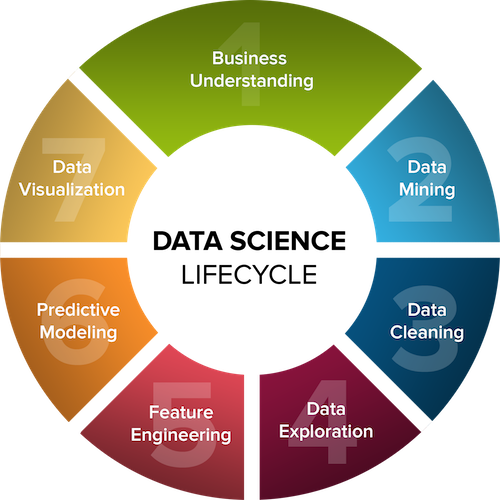 1
Business
Understanding
2
Data
Mining
3
Data
Cleaning
4
Data
Exploration
5
Feature
Engineering
6
Predictive
Modeling
7
Data
Visualization
DATA SCIENCE
LIFECYCLE